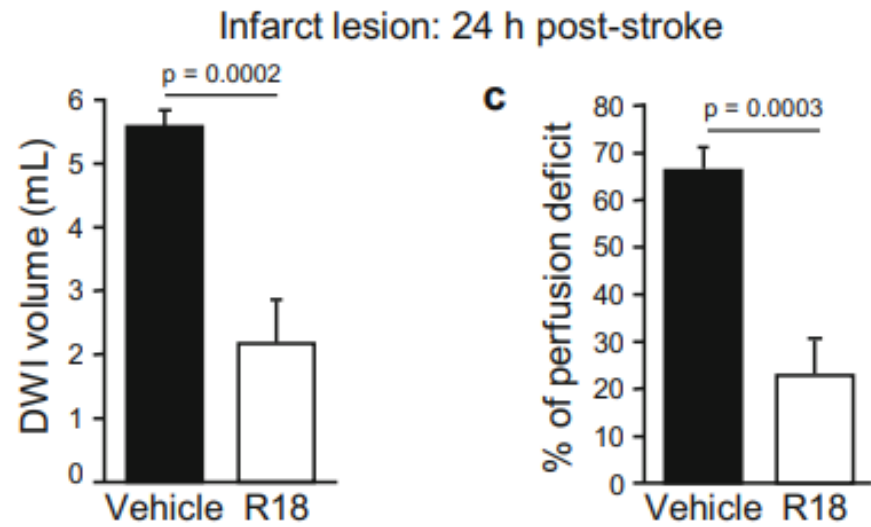 Infarct lesion: 24 h post-stroke
p = 0.0002
6
5
4
3
2
1
0
DWI volume (mL)
Vehicle R18
c
p = 0.0003
80
70
60
50
40
30
20
10
0
% of perfusion deficit
Vehicle R18